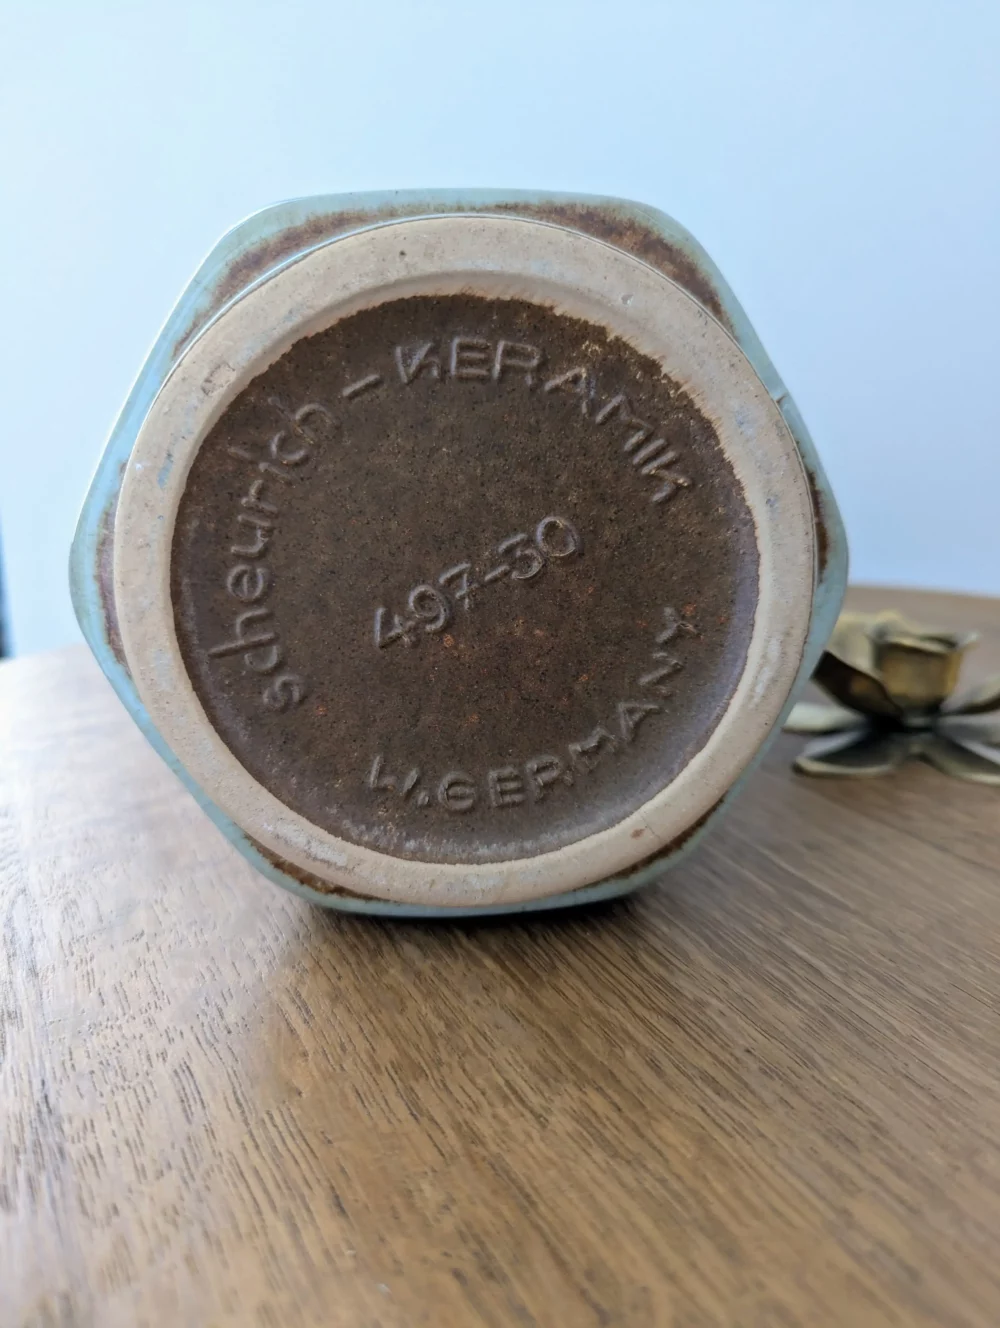 scheurich – KERAMIK
497-30
W.GERMANY